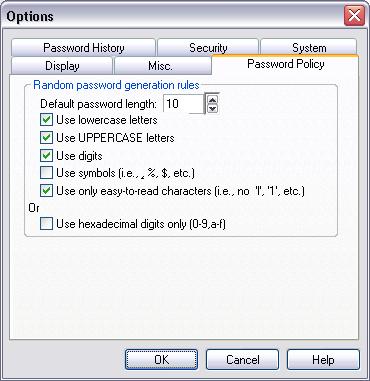 Options
Password History Security System
Display Misc. Password Policy
Random password generation rules
Default password length: 10
Use lowercase letters
Use UPPERCASE letters
Use digits
Use symbols (i.e., ., %, $, etc.)
Use only easy-to-read characters (i.e., no 'l', '1', etc.)
Or
Use hexadecimal digits only (0-9,a-f)
OK Cancel Help